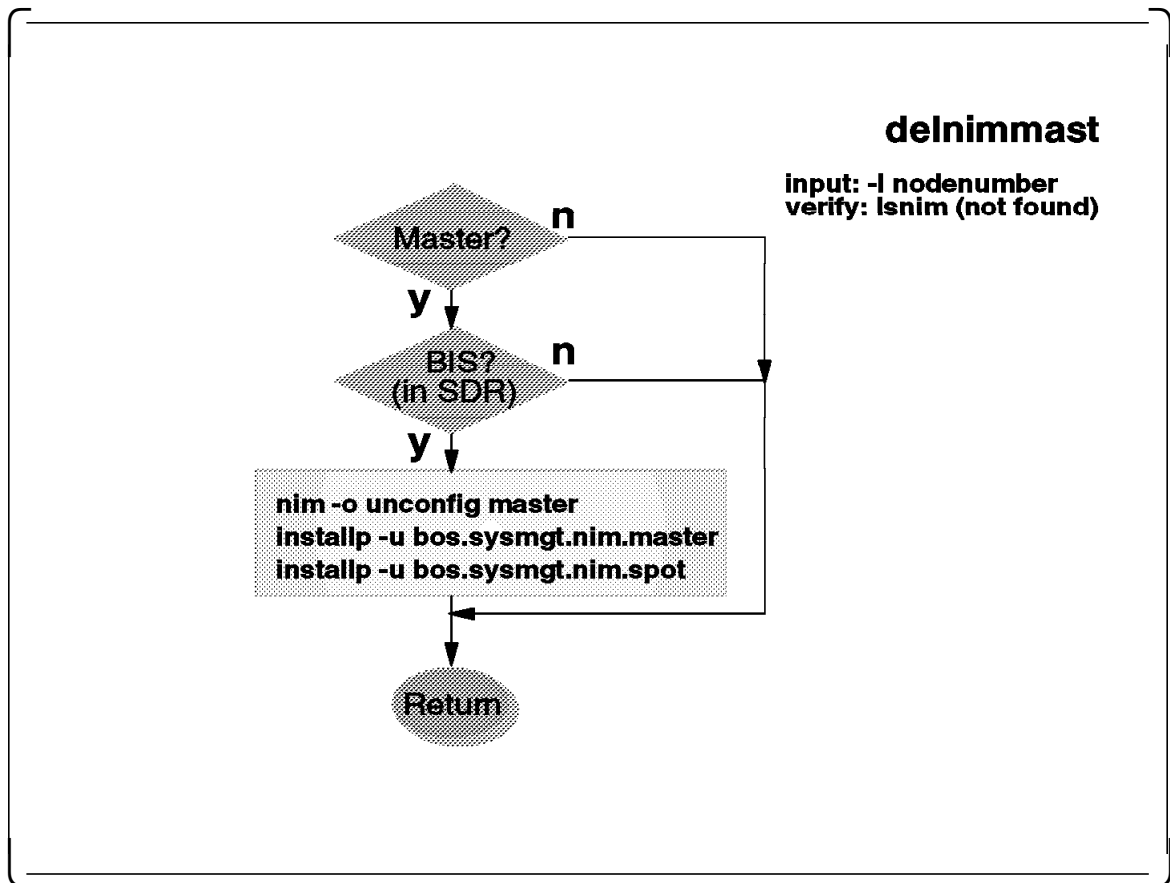 delnimmast
input: -l nodenumber
verify: lsnim (not found)
Master?
n
y
BIS?
(in SDR)
n
y
nim -o unconfig master
installp -u bos.sysmgt.nim.master
installp -u bos.sysmgt.nim.spot
Return